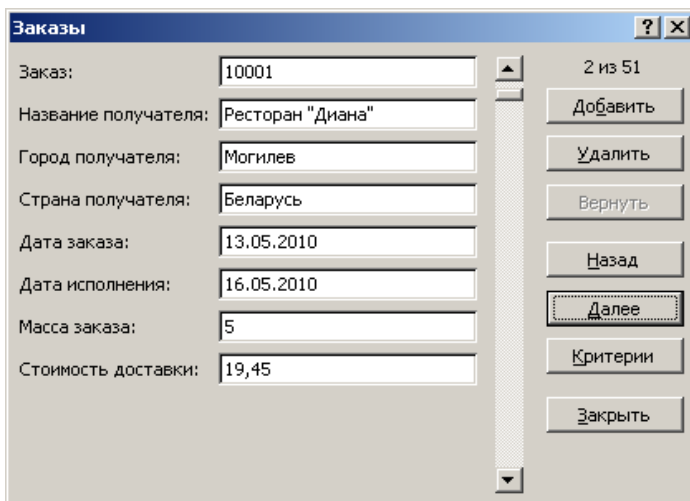 Заказы
Заказ: 10001
Название получателя: Ресторан "Диана"
Город получателя: Могилев
Страна получателя: Беларусь
Дата заказа: 13.05.2010
Дата исполнения: 16.05.2010
Масса заказа: 5
Стоимость доставки: 19,45
2 из 51
Добавить
Удалить
Вернуть
Назад
Далее
Критерии
Закрыть